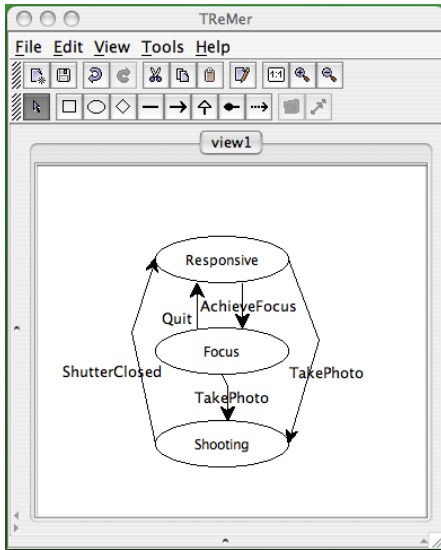 TReMer
File Edit View Tools Help
1:1
view1
Responsive
AchieveFocus
Quit
Focus
ShutterClosed
TakePhoto
TakePhoto
Shooting